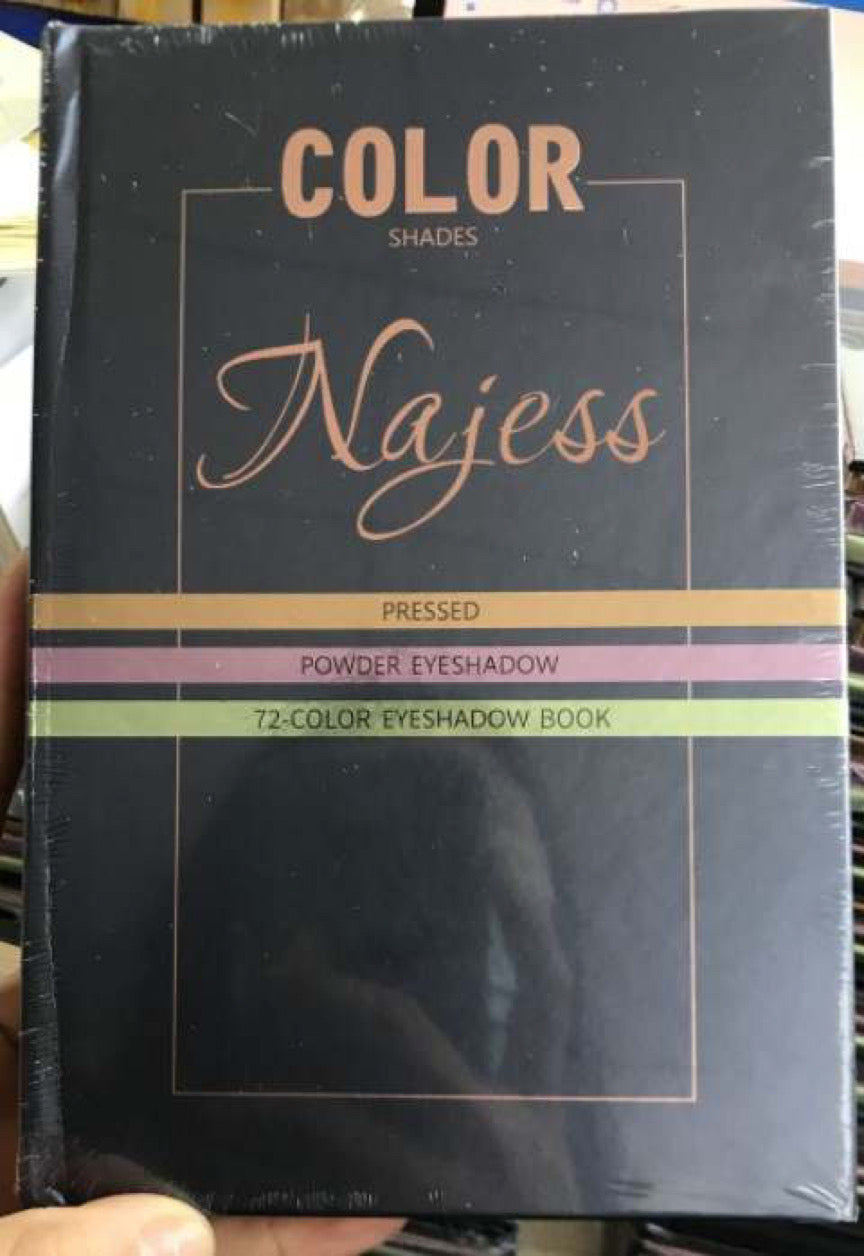 COLOR
SHADES
Najess
PRESSED
POWDER EYESHADOW
72-COLOR EYESHADOW BOOK